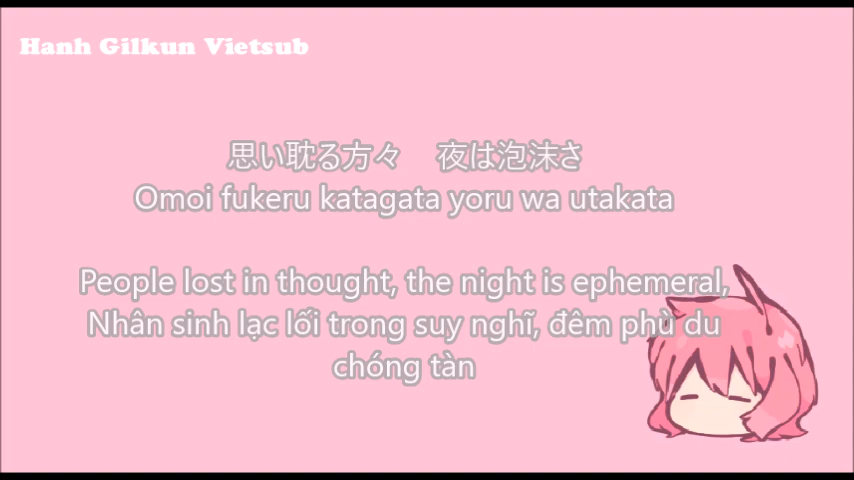 Hanh Gilkun Vietsub
思い耽る方々　夜は泡沫さ
Omoi fukeru katagata yoru wa utakata
People lost in thought, the night is ephemeral,
Nhân sinh lạc lối trong suy nghĩ, đêm phù du
chóng tàn